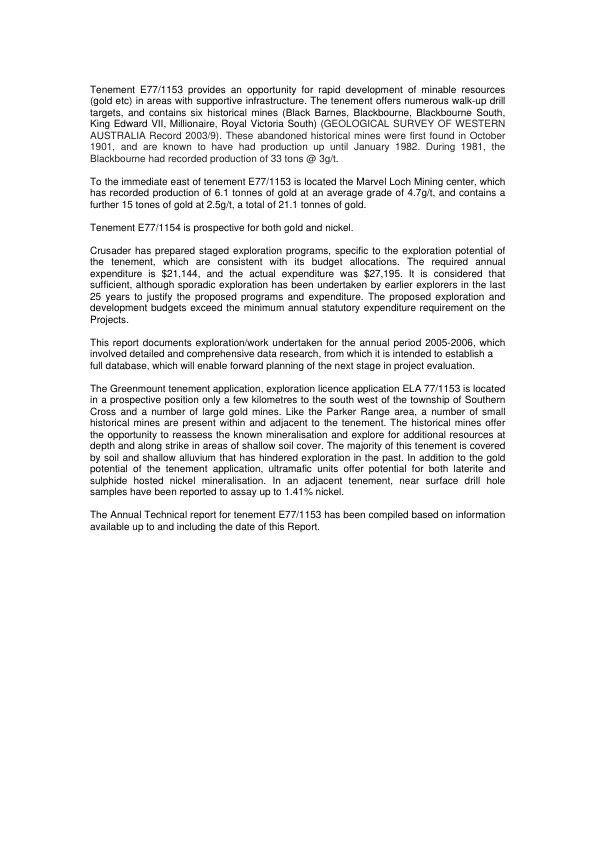 Tenement E77/1153 provides an opportunity for rapid development of minable resources
(gold etc) in areas with supportive infrastructure. The tenement offers numerous walk-up drill
targets, and contains six historical mines (Black Barnes, Blackbourne, Blackbourne South,
King Edward VII, Millionaire, Royal Victoria South) (GEOLOGICAL SURVEY OF WESTERN
AUSTRALIA Record 2003/9). These abandoned historical mines were first found in October
1901, and are known to have had production up until January 1982. During 1981, the
Blackbourne had recorded production of 33 tons @ 3g/t.
To the immediate east of tenement E77/1153 is located the Marvel Loch Mining center, which
has recorded production of 6.1 tonnes of gold at an average grade of 4.7g/t, and contains a
further 15 tones of gold at 2.5g/t, a total of 21.1 tonnes of gold.
Tenement E77/1154 is prospective for both gold and nickel.
Crusader has prepared staged exploration programs, specific to the exploration potential of
the tenement, which are consistent with its budget allocations. The required annual
expenditure is $21,144, and the actual expenditure was $27,195. It is considered that
sufficient, although sporadic exploration has been undertaken by earlier explorers in the last
25 years to justify the proposed programs and expenditure. The proposed exploration and
development budgets exceed the minimum annual statutory expenditure requirement on the
Projects.
This report documents exploration/work undertaken for the annual period 2005-2006, which
involved detailed and comprehensive data research, from which it is intended to establish a
full database, which will enable forward planning of the next stage in project evaluation.
The Greenmount tenement application, exploration licence application ELA 77/1153 is located
in a prospective position only a few kilometres to the south west of the township of Southern
Cross and a number of large gold mines. Like the Parker Range area, a number of small
historical mines are present within and adjacent to the tenement. The historical mines offer
the opportunity to reassess the known mineralisation and explore for additional resources at
depth and along strike in areas of shallow soil cover. The majority of this tenement is covered
by soil and shallow alluvium that has hindered exploration in the past. In addition to the gold
potential of the tenement application, ultramafic units offer potential for both laterite and
sulphide hosted nickel mineralisation. In an adjacent tenement, near surface drill hole
samples have been reported to assay up to 1.41% nickel.
The Annual Technical report for tenement E77/1153 has been compiled based on information
available up to and including the date of this Report.